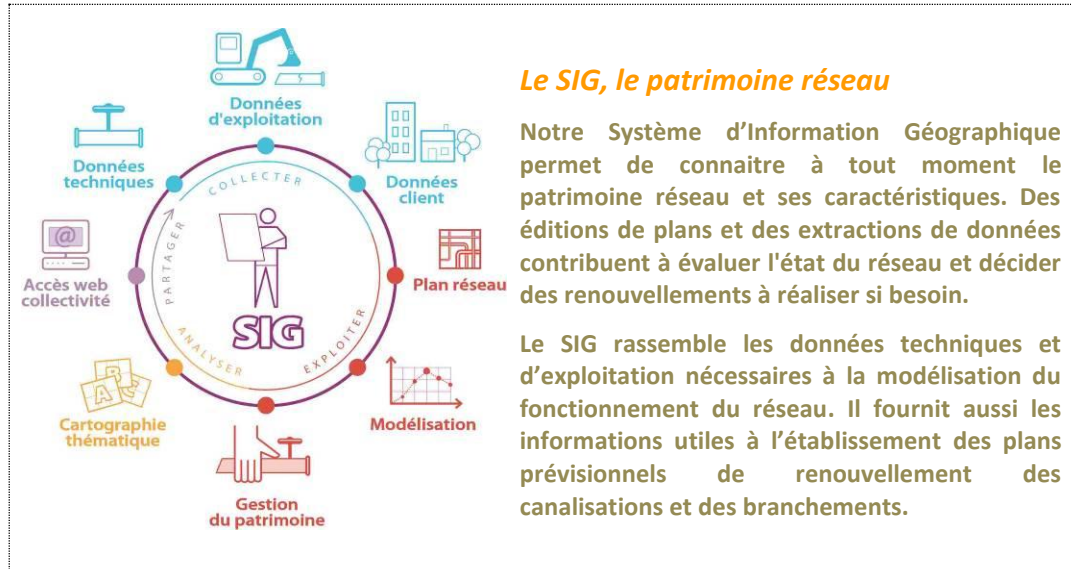 Données
d'exploitation
Données
techniques
COLLECTER
Données
client
PARTAGER
@
Accès web
collectivité
Plan réseau
SIG
ANALYSER
EXPLOITER
A
Cartographie
thématique
Modélisation
Gestion
du patrimoine
Le SIG, le patrimoine réseau
Notre Système d’Information Géographique
permet de connaitre à tout moment le
patrimoine réseau et ses caractéristiques. Des
éditions de plans et des extractions de données
contribuent à évaluer l'état du réseau et décider
des renouvellements à réaliser si besoin.
Le SIG rassemble les données techniques et
d’exploitation nécessaires à la modélisation du
fonctionnement du réseau. Il fournit aussi les
informations utiles à l’établissement des plans
prévisionnels de renouvellement des
canalisations et des branchements.